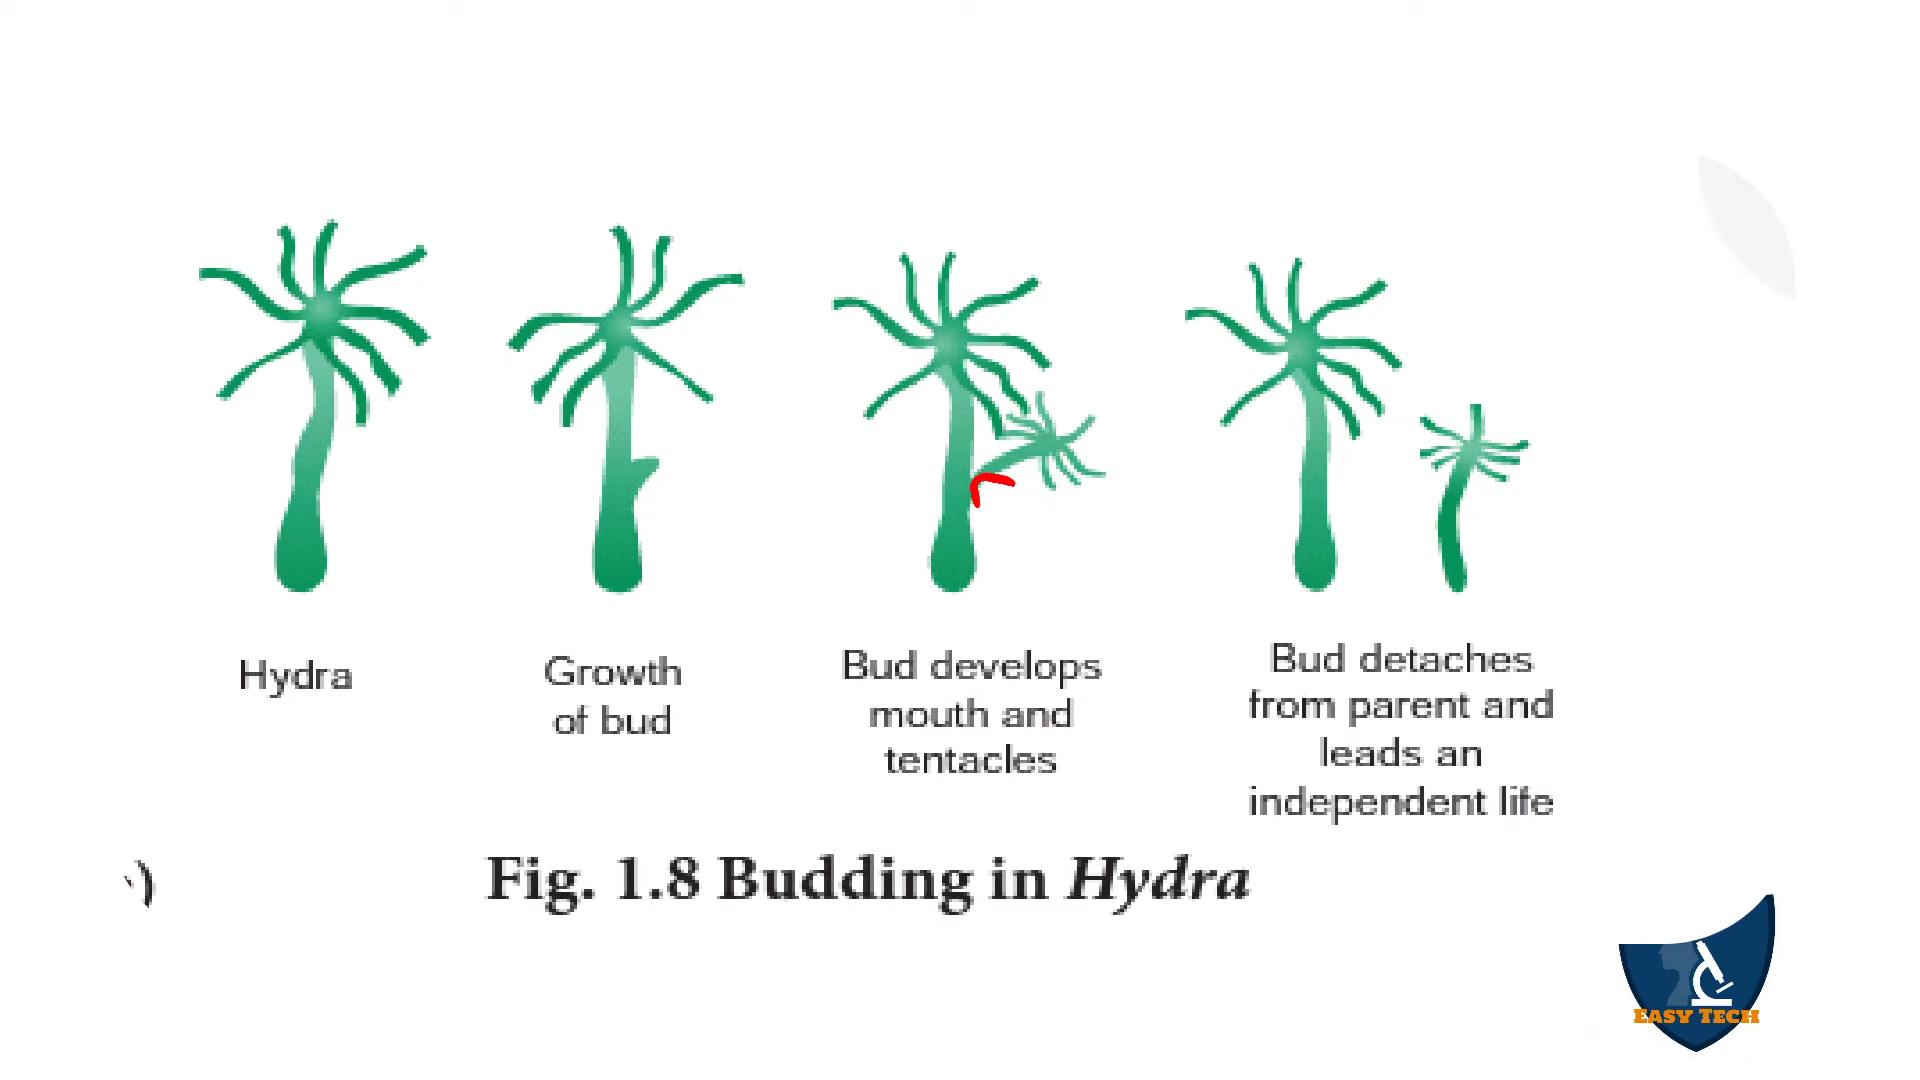 Hydra
Growth
of bud
Bud develops
mouth and
tentacles
Bud detaches
from parent and
leads an
independent life
)
Fig. 1.8 Budding in Hydra
EASY TECH